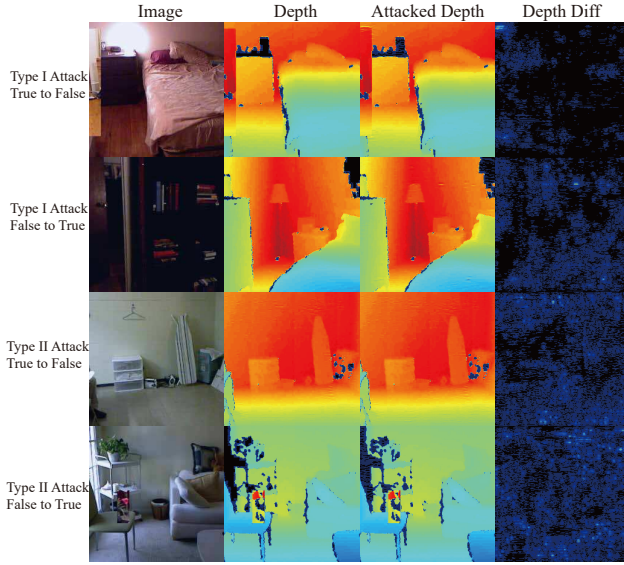 Image Depth Attacked Depth Depth Diff
Type I Attack
True to False
Type I Attack
False to True
Type II Attack
True to False
Type II Attack
False to True